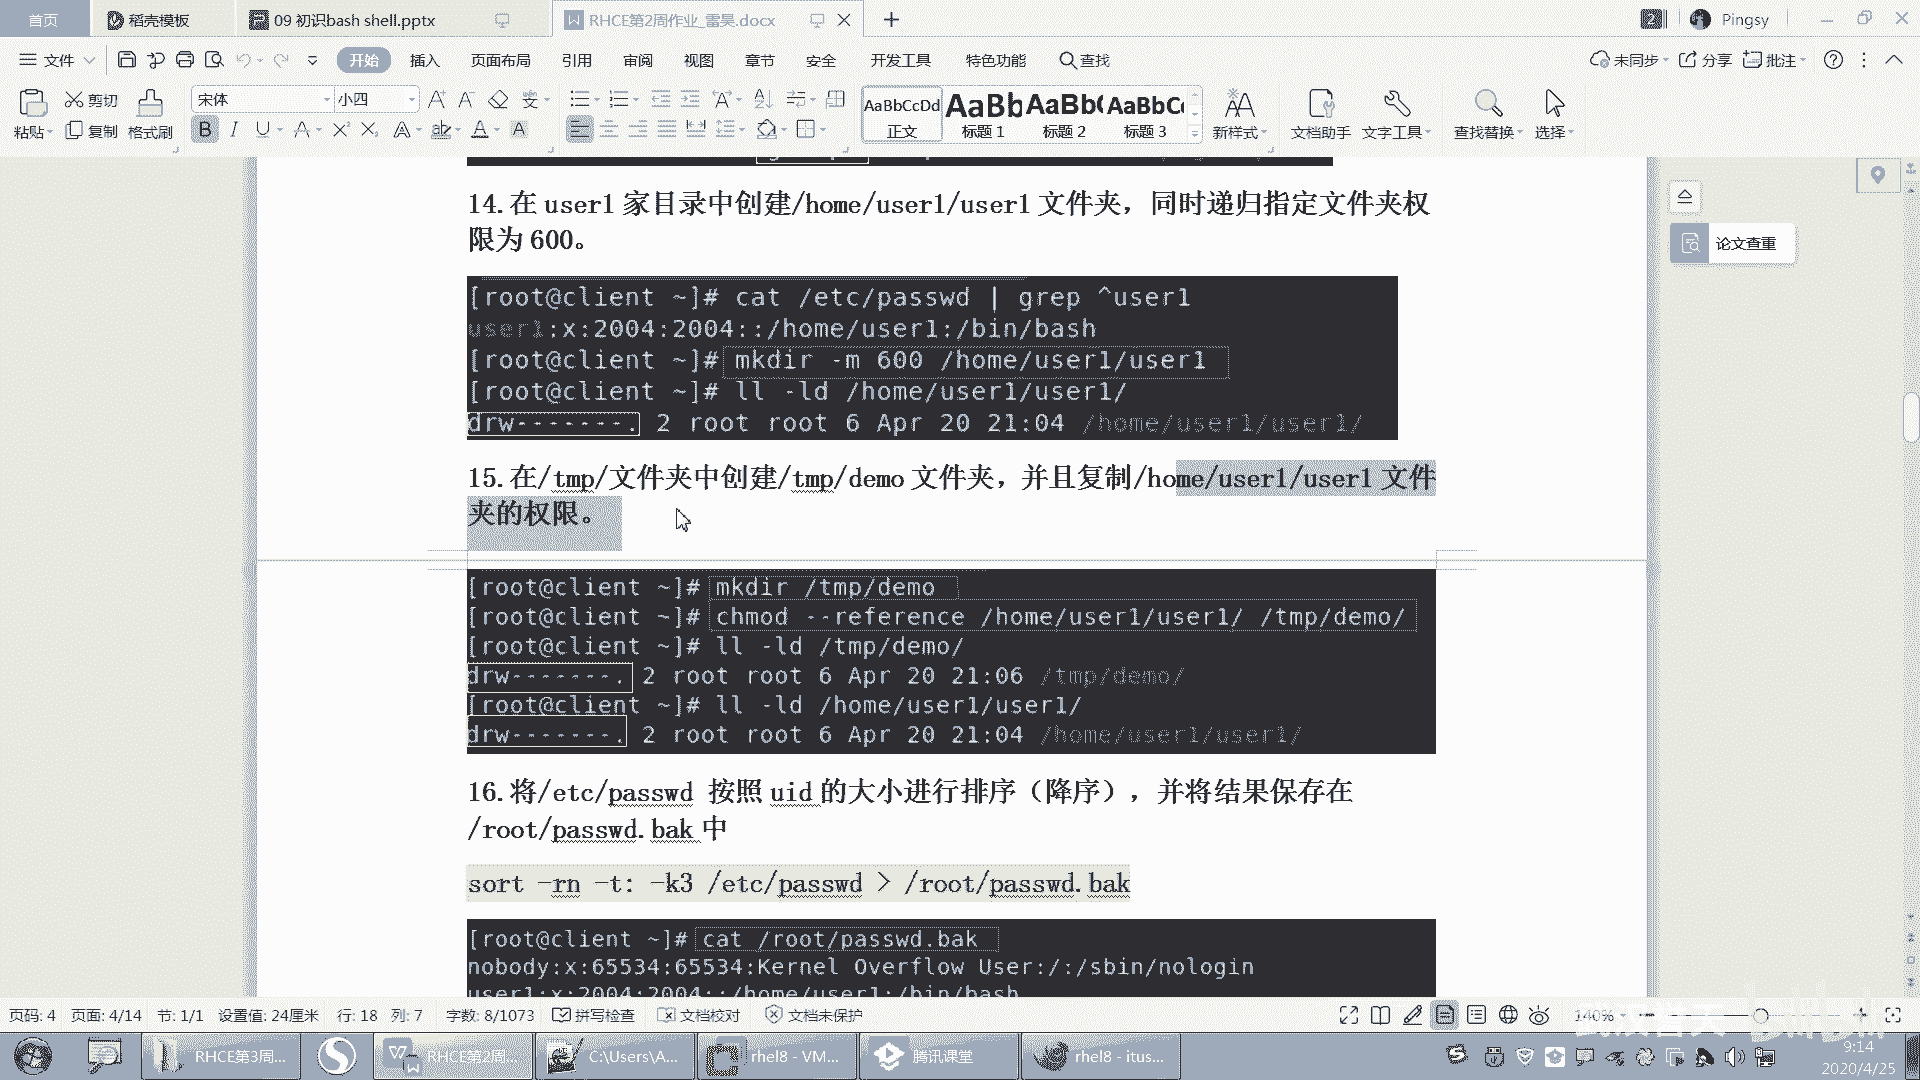 首页 稻壳模板 09 初识bash shell.pptx RHCE第2周作业_雷昊.docx 2 Pingsy
文件 开始 插入 页面布局 引用 审阅 视图 章节 安全 开发工具 特色功能 查找 未同步 分享 批注
粘贴 剪切 复制 格式刷 宋体 小四 AaBbCcDd 正文 AaBb 标题 1 AaBb( 标题 2 AaBbC 标题 3 新样式 文档助手 文字工具 查找替换 选择
论文查重
14.在 user1 家目录中创建/home/user1/user1 文件夹，同时递归指定文件夹权
限为 600。
[root@client ~]# cat /etc/passwd | grep ^user1
user1:x:2004:2004::/home/user1:/bin/bash
[root@client ~]# mkdir -m 600 /home/user1/user1
[root@client ~]# ll -ld /home/user1/user1/
drw-------. 2 root root 6 Apr 20 21:04 /home/user1/user1/
15.在/tmp/文件夹中创建/tmp/demo 文件夹，并且复制/home/user1/user1 文件
夹的权限。
[root@client ~]# mkdir /tmp/demo
[root@client ~]# chmod --reference /home/user1/user1/ /tmp/demo/
[root@client ~]# ll -ld /tmp/demo/
drw-------. 2 root root 6 Apr 20 21:06 /tmp/demo/
[root@client ~]# ll -ld /home/user1/user1/
drw-------. 2 root root 6 Apr 20 21:04 /home/user1/user1/
16.将/etc/passwd 按照 uid 的大小进行排序（降序），并将结果保存在
/root/passwd.bak 中
sort -rn -t: -k3 /etc/passwd > /root/passwd.bak
[root@client ~]# cat /root/passwd.bak
nobody:x:65534:65534:Kernel Overflow User:/:/sbin/nologin
user1:x:2004:2004::/home/user1:/bin/bash
页码: 4 页面: 4/14 节: 1/1 设置值: 24厘米 行: 18 列: 7 字数: 8/1073 拼写检查 文档校对 文档未保护 140%
RHCE第3周... RHCE第2周... C:\Users\A... rhel8 - VM... 腾讯课堂 rhel8 - itus...
9:14
2020/4/25